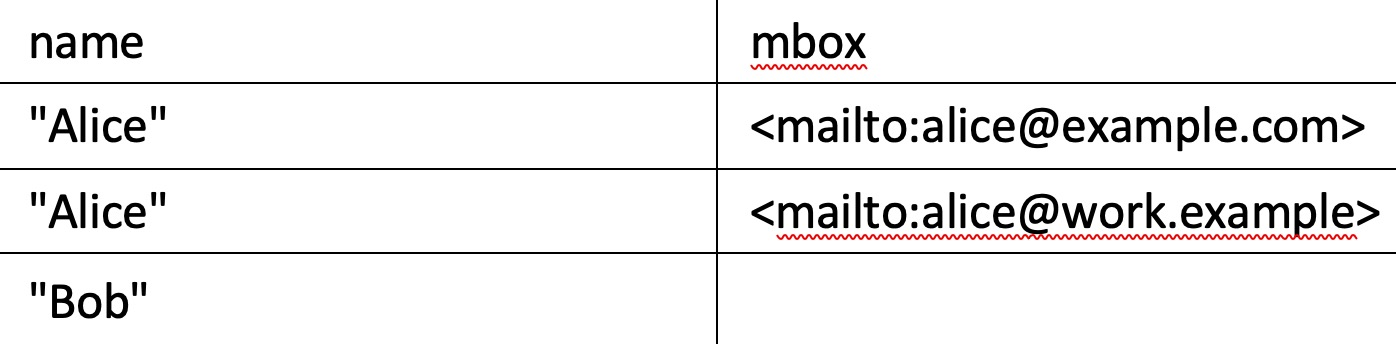 name mbox
"Alice" <mailto:alice@example.com>
"Alice" <mailto:alice@work.example>
"Bob"